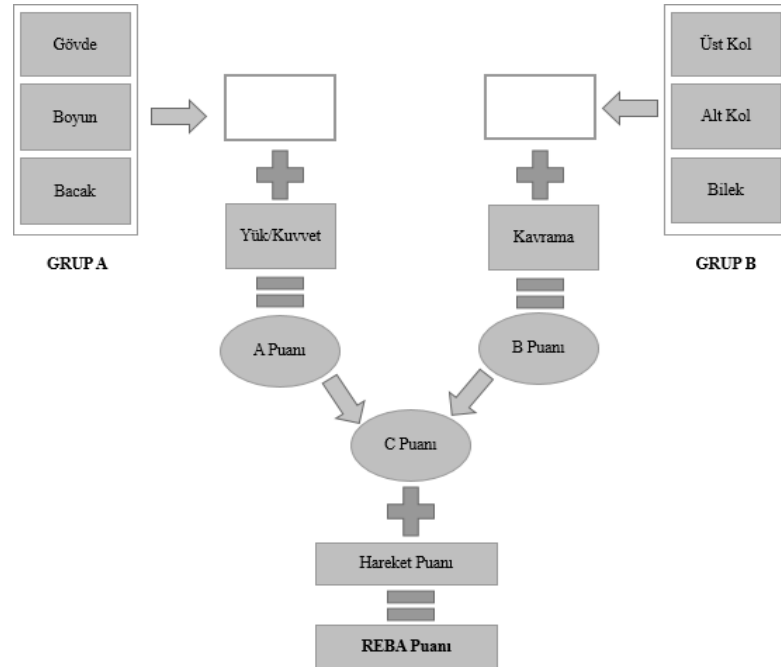 Gövde
Boyun
Bacak
GRUP A
Üst Kol
Alt Kol
Bilek
GRUP B
Yük/Kuvvet
Kavrama
A Puanı
B Puanı
C Puanı
Hareket Puanı
REBA Puanı